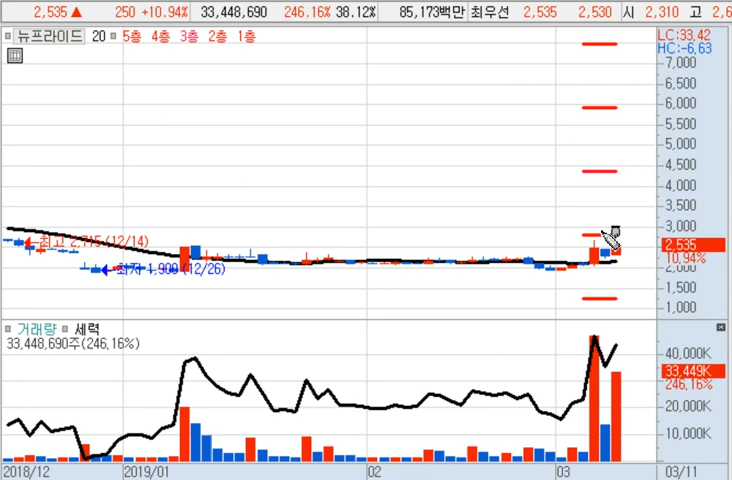 2,535 ▲ 250 +10.94% 33,448,690 246.16% 38.12% 85,173백만 최우선 2,535 2,530 시 2,310 고
뉴프라이드 20 5층 4층 3층 2층 1층
LC:33.42
HC:-6.63
7,000
6,500
6,000
5,500
5,000
4,500
4,000
3,500
3,000
최고 2,715 (12/14)
2,535
10.94%
최저 1,900 (12/26)
2,000
1,500
1,000
거래량 세력
33,448,690주(246.16%)
40,000K
33,449K
246.16%
20,000K
10,000K
2018/12 2019/01 02 03 03/11